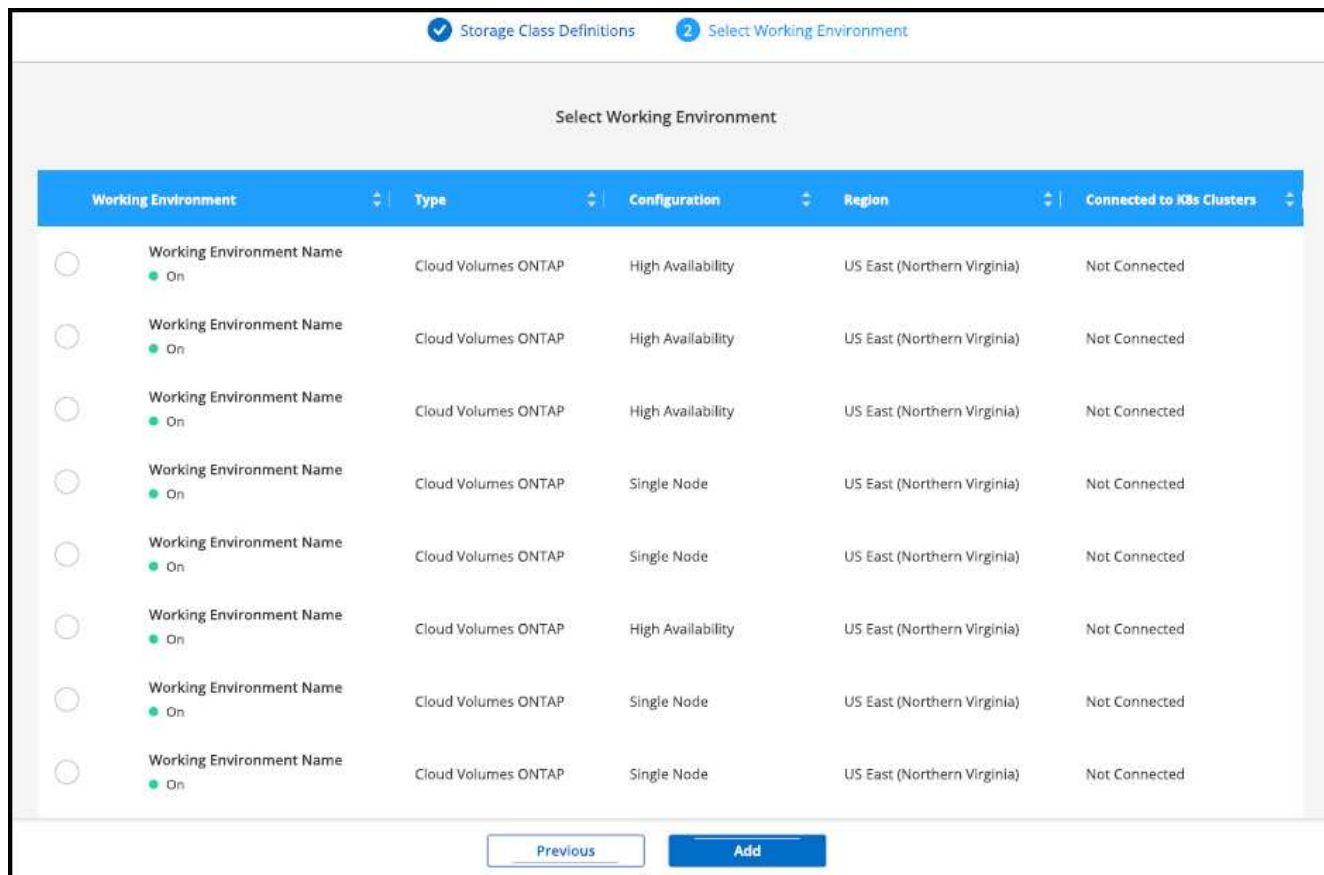 Storage Class Definitions 2 Select Working Environment
Select Working Environment
Working Environment Type Configuration Region Connected to K8s Clusters
Working Environment Name
On
Cloud Volumes ONTAP High Availability US East (Northern Virginia) Not Connected
Working Environment Name
On
Cloud Volumes ONTAP High Availability US East (Northern Virginia) Not Connected
Working Environment Name
On
Cloud Volumes ONTAP High Availability US East (Northern Virginia) Not Connected
Working Environment Name
On
Cloud Volumes ONTAP Single Node US East (Northern Virginia) Not Connected
Working Environment Name
On
Cloud Volumes ONTAP Single Node US East (Northern Virginia) Not Connected
Working Environment Name
On
Cloud Volumes ONTAP High Availability US East (Northern Virginia) Not Connected
Working Environment Name
On
Cloud Volumes ONTAP Single Node US East (Northern Virginia) Not Connected
Working Environment Name
On
Cloud Volumes ONTAP Single Node US East (Northern Virginia) Not Connected
Previous Add